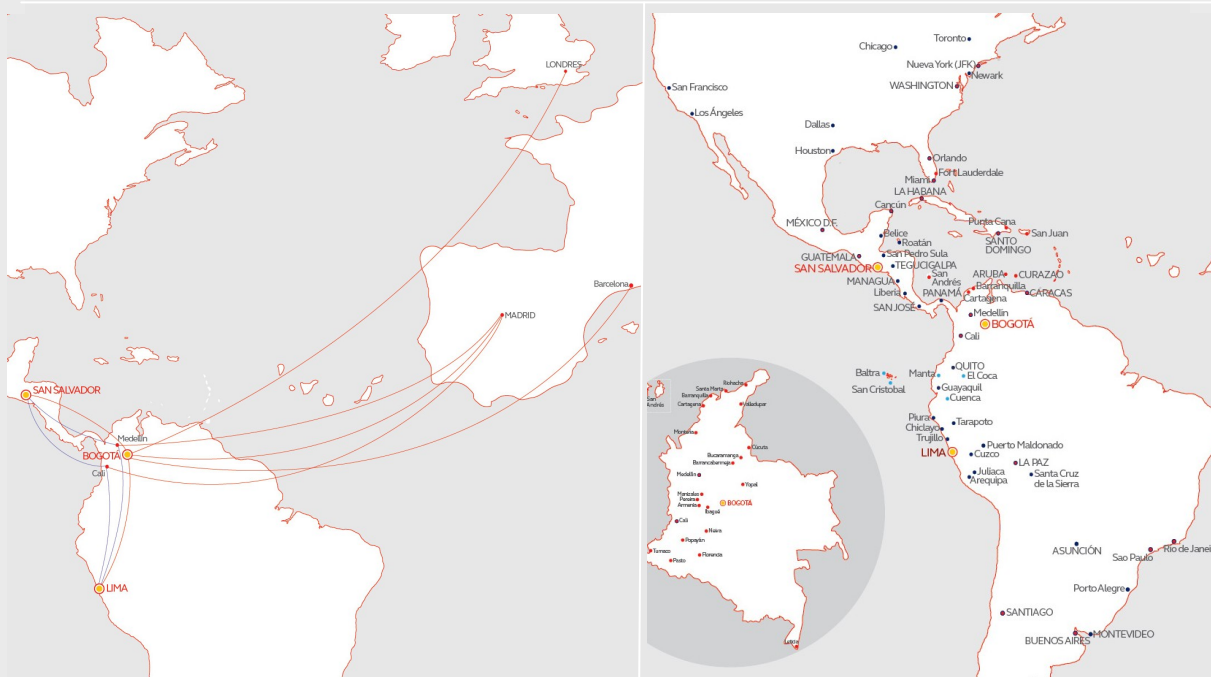 LONDRES
Barcelona
MADRID
SAN SALVADOR
Medellín
BOGOTÁ
Cali
LIMA
Toronto
Chicago
Nueva York (JFK)
Newark
WASHINGTON
San Francisco
Los Ángeles
Dallas
Houston
Orlando
Fort Lauderdale
Miami
LA HABANA
Cancún
MÉXICO D.F.
Punta Cana
San Juan
SANTO
DOMINGO
Belice
Roatán
San Pedro Sula
GUATEMALA
SAN SALVADOR
TEGUCIGALPA
MANAGUA
San
Andrés
ARUBA
CURAZAO
Liberia
Barranquilla
PANAMÁ
Cartagena
CARACAS
SAN JOSÉ
Medellín
BOGOTÁ
Cali
QUITO
Baltra
Manta
El Coca
San Cristobal
Guayaquil
Cuenca
Piura
Tarapoto
Chiclayo
Trujillo
Puerto Maldonado
LIMA
Cuzco
LA PAZ
Juliaca
Santa Cruz
de la Sierra
Arequipa
ASUNCIÓN
Rio de Janei
Sao Paulo
Porto Alegre
SANTIAGO
BUENOS AIRES
MONTEVIDEO
Riohacha
Santa Marta
Barranquilla
San
Andrés
Cartagena
Valledupar
Montería
Cúcuta
Bucaramanga
Barrancabermeja
Medellín
Yopal
Manizales
Pereira
Armenia
BOGOTÁ
Ibagué
Cali
Neiva
Popayán
Tumaco
Florencia
Pasto
Leticia